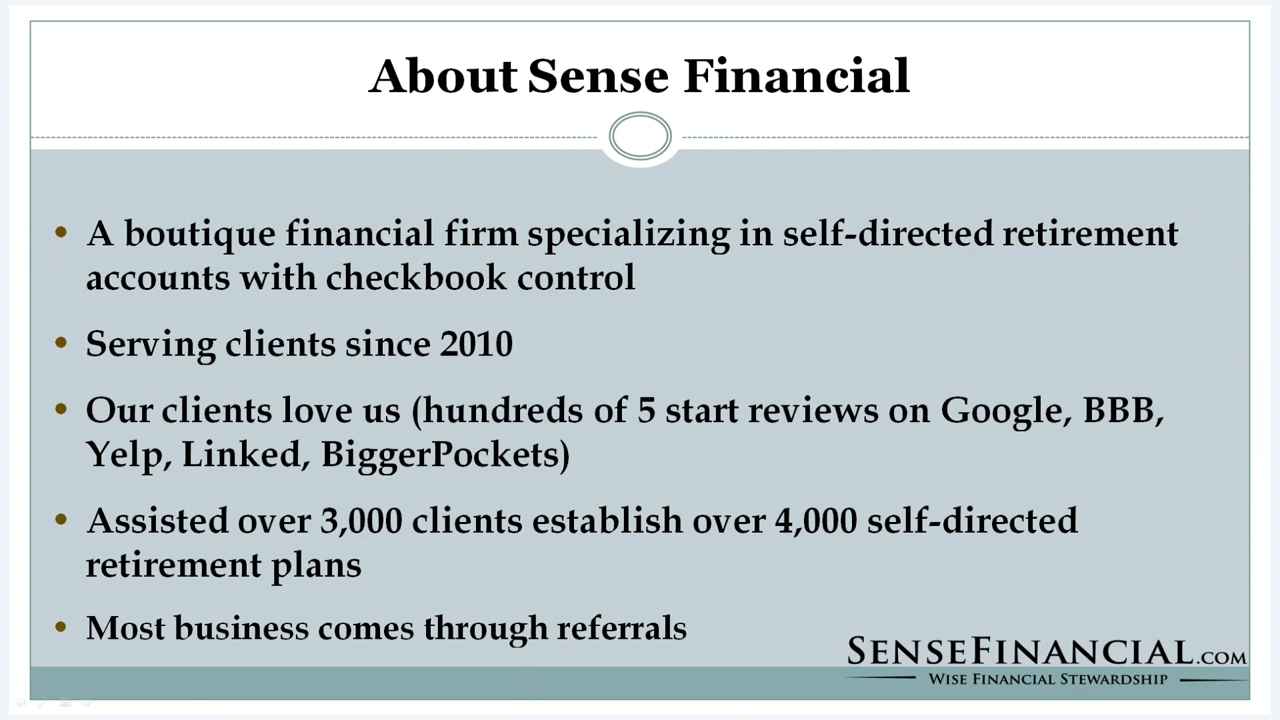 About Sense Financial
• A boutique financial firm specializing in self-directed retirement
accounts with checkbook control
• Serving clients since 2010
• Our clients love us (hundreds of 5 start reviews on Google, BBB,
Yelp, Linked, BiggerPockets)
• Assisted over 3,000 clients establish over 4,000 self-directed
retirement plans
• Most business comes through referrals
SENSEFINANCIAL.COM
WISE FINANCIAL STEWARDSHIP